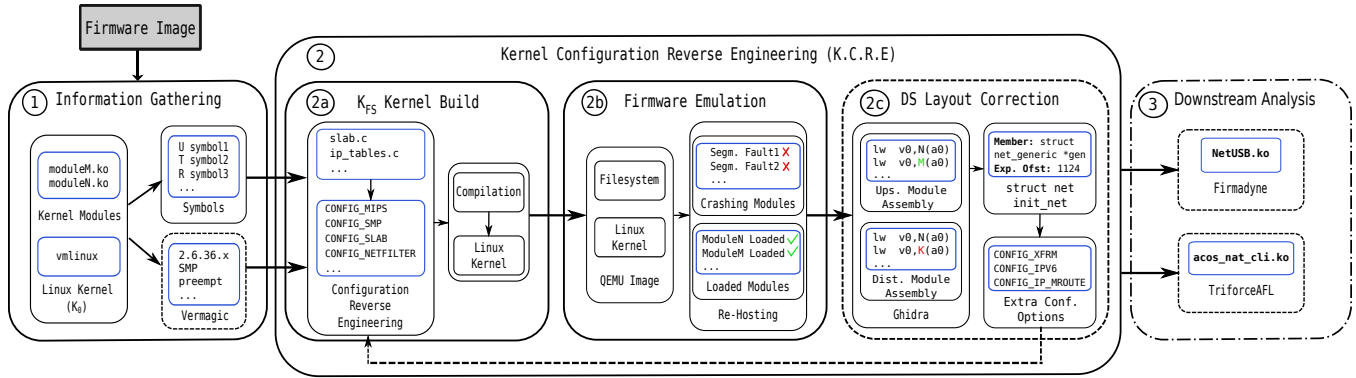 Firmware Image
1 Information Gathering
moduleM.ko
moduleN.ko
Kernel Modules
vmlinux
Linux Kernel
(K₀)
U symbol1
T symbol2
R symbol3
...
Symbols
2.6.36.x
SMP
preempt
...
Vermagic
2 Kernel Configuration Reverse Engineering (K.C.R.E)
2a K_FS Kernel Build
slab.c
ip_tables.c
...
CONFIG_MIPS
CONFIG_SMP
CONFIG_SLAB
CONFIG_NETFILTER
...
Configuration
Reverse
Engineering
Compilation
Linux
Kernel
2b Firmware Emulation
Filesystem
Linux
Kernel
QEMU Image
Segm. Fault1 ✗
Segm. Fault2 ✗
...
Crashing Modules
ModuleN Loaded ✓
ModuleM Loaded ✓
...
Loaded Modules
Re-Hosting
2c DS Layout Correction
lw v0,N(a0)
lw v0,M(a0)
...
Ups. Module
Assembly
lw v0,N(a0)
lw v0,K(a0)
...
Dist. Module
Assembly
Ghidra
Member: struct
net_generic *gen
Exp. Ofst: 1124
struct net
init_net
CONFIG_XFRM
CONFIG_IPV6
CONFIG_IP_MROUTE
Extra Conf.
Options
3 Downstream Analysis
NetUSB.ko
Firmadyne
acos_nat_cli.ko
TriforceAFL